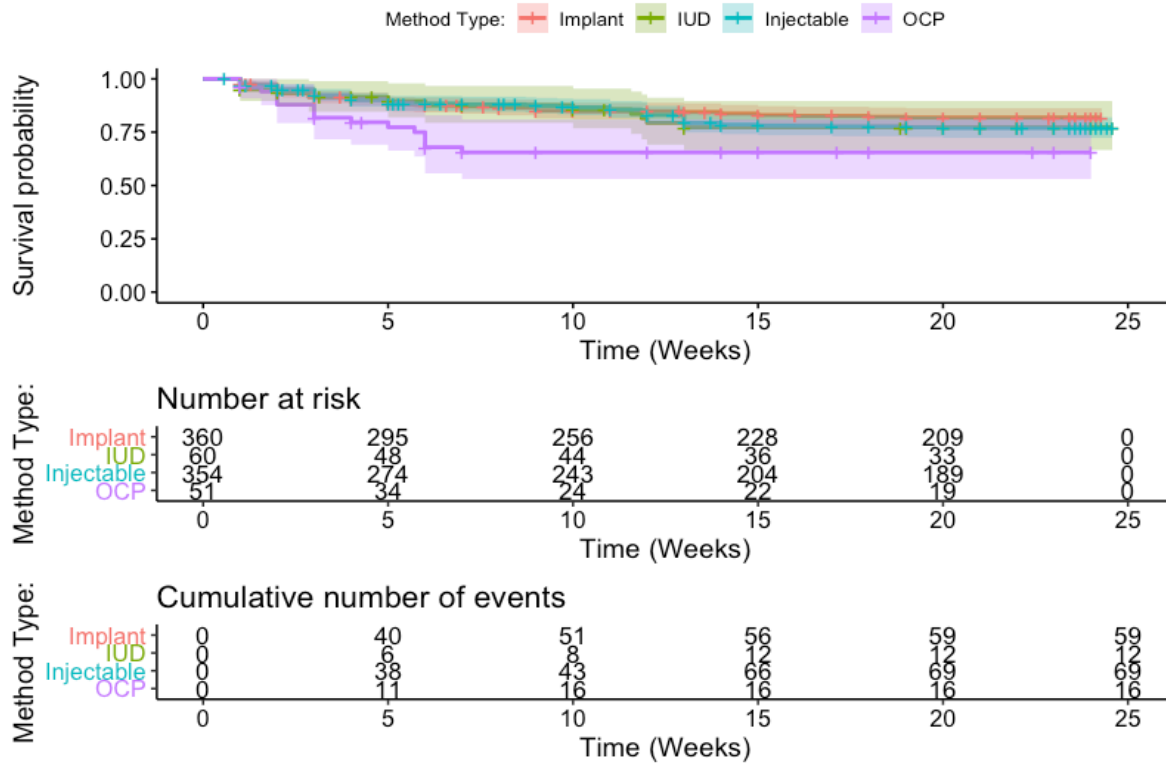 Method Type: Implant IUD Injectable OCP
Survival probability
1.00
0.75
0.50
0.25
0.00
0 5 10 15 20 25
Time (Weeks)
Number at risk
Method Type:
Implant 360 295 256 228 209 0
IUD 60 48 44 36 33 0
Injectable 354 274 243 204 189 0
OCP 51 34 24 22 19 0
0 5 10 15 20 25
Time (Weeks)
Cumulative number of events
Method Type:
Implant 0 40 51 56 59 59
IUD 0 6 8 12 12 12
Injectable 0 38 43 66 69 69
OCP 0 11 16 16 16 16
0 5 10 15 20 25
Time (Weeks)